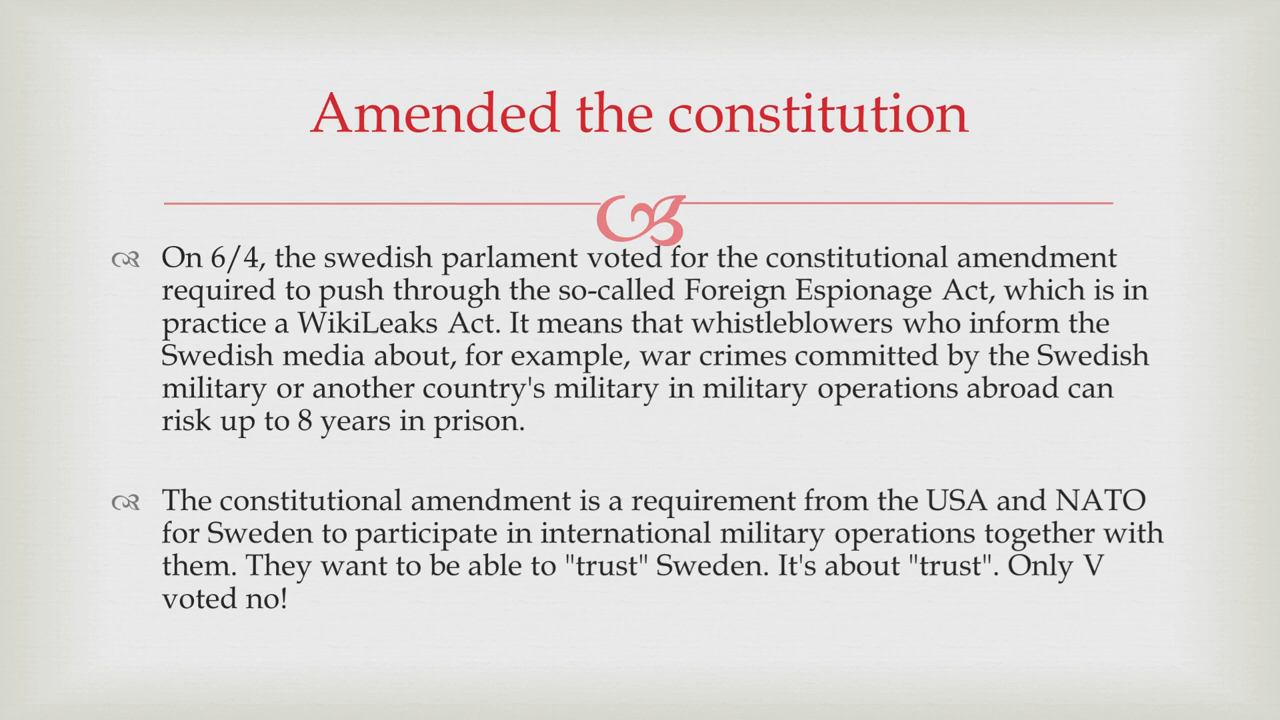 Amended the constitution
On 6/4, the swedish parlament voted for the constitutional amendment
required to push through the so-called Foreign Espionage Act, which is in
practice a WikiLeaks Act. It means that whistleblowers who inform the
Swedish media about, for example, war crimes committed by the Swedish
military or another country's military in military operations abroad can
risk up to 8 years in prison.
The constitutional amendment is a requirement from the USA and NATO
for Sweden to participate in international military operations together with
them. They want to be able to "trust" Sweden. It's about "trust". Only V
voted no!